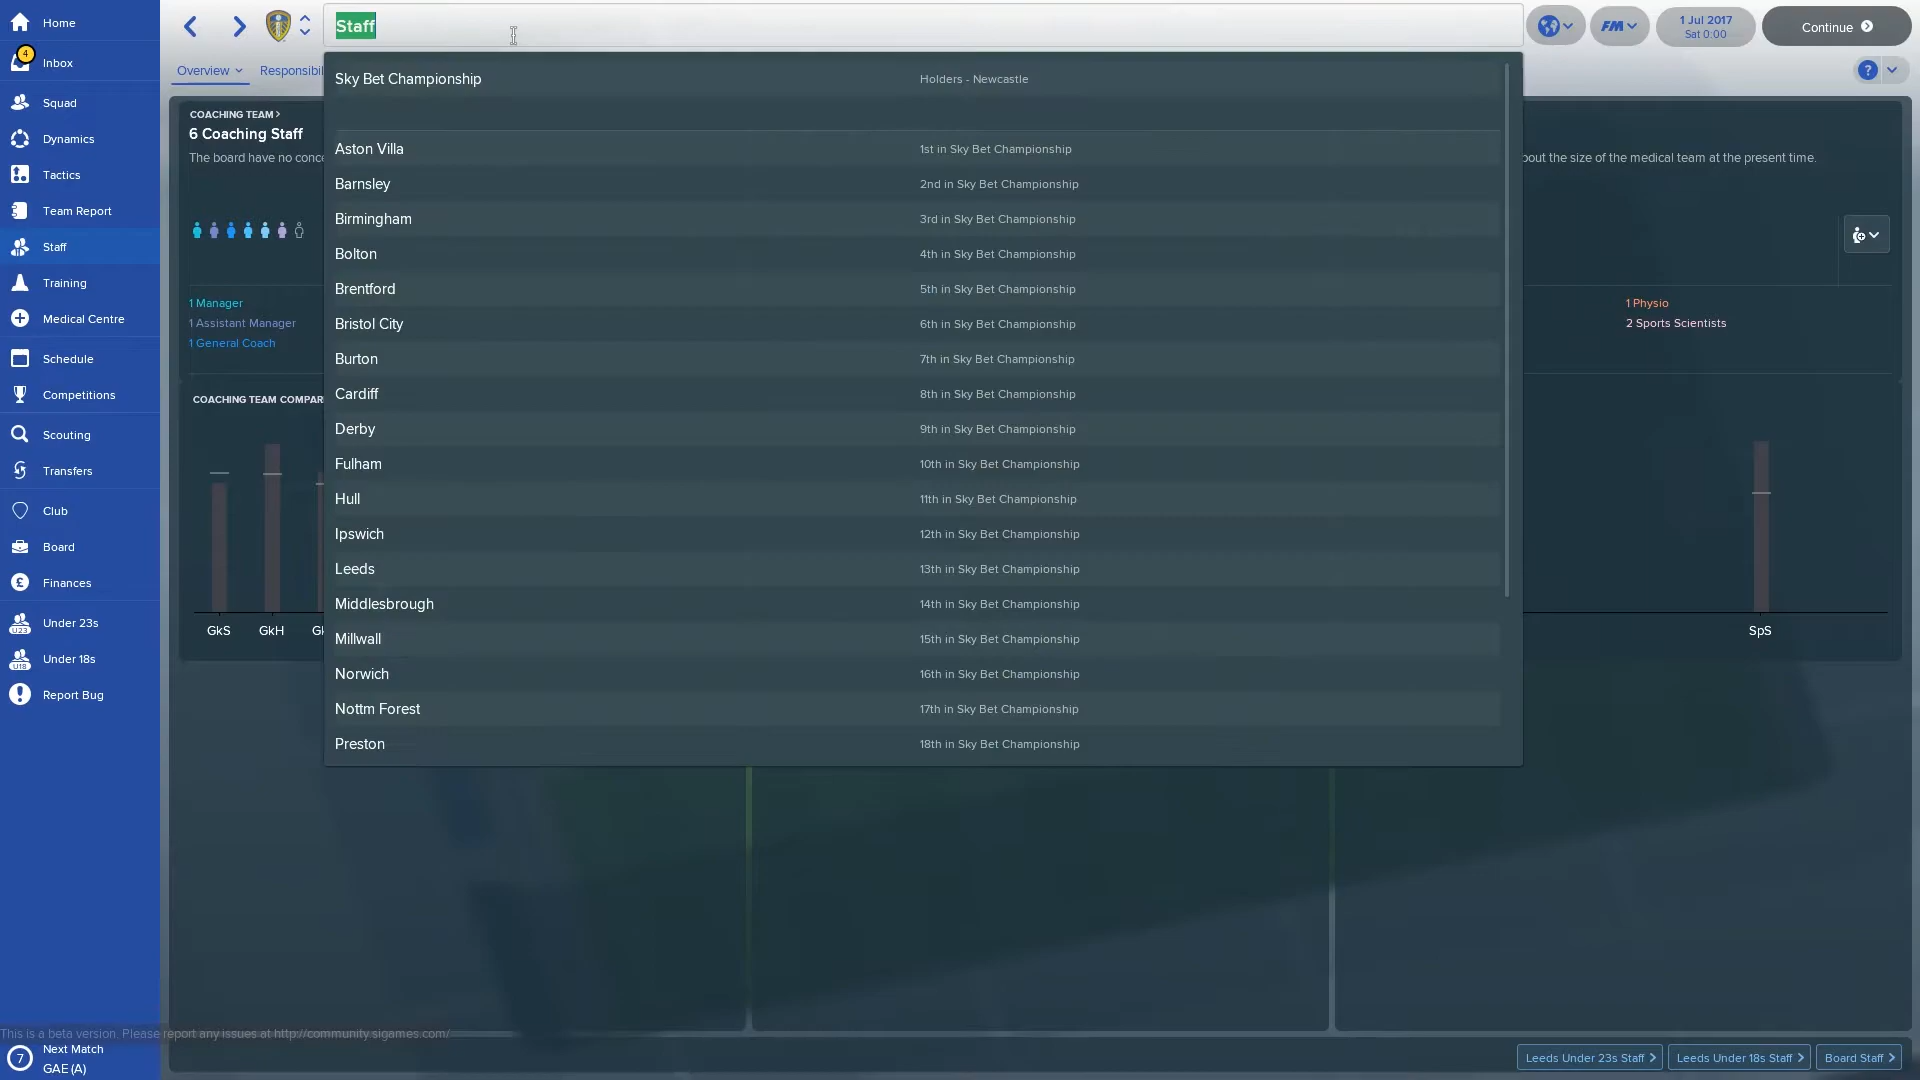 Home
4
Inbox
Squad
Dynamics
Tactics
Team Report
Staff
Training
Medical Centre
Schedule
Competitions
Scouting
Transfers
Club
Board
Finances
U23
Under 23s
U18
Under 18s
Report Bug
This is a beta version. Please report any issues at http://community.sigames.com/
7
Next Match
GAE (A)
Staff
FM
1 Jul 2017
Sat 0:00
Continue
Overview
Responsibil
?
COACHING TEAM >
6 Coaching Staff
The board have no conce
1 Manager
1 Assistant Manager
1 General Coach
COACHING TEAM COMPAR
GkS GkH Gk
Sky Bet Championship Holders - Newcastle
Aston Villa 1st in Sky Bet Championship
Barnsley 2nd in Sky Bet Championship
Birmingham 3rd in Sky Bet Championship
Bolton 4th in Sky Bet Championship
Brentford 5th in Sky Bet Championship
Bristol City 6th in Sky Bet Championship
Burton 7th in Sky Bet Championship
Cardiff 8th in Sky Bet Championship
Derby 9th in Sky Bet Championship
Fulham 10th in Sky Bet Championship
Hull 11th in Sky Bet Championship
Ipswich 12th in Sky Bet Championship
Leeds 13th in Sky Bet Championship
Middlesbrough 14th in Sky Bet Championship
Millwall 15th in Sky Bet Championship
Norwich 16th in Sky Bet Championship
Nottm Forest 17th in Sky Bet Championship
Preston 18th in Sky Bet Championship
bout the size of the medical team at the present time.
1 Physio
2 Sports Scientists
SpS
Leeds Under 23s Staff >
Leeds Under 18s Staff >
Board Staff >